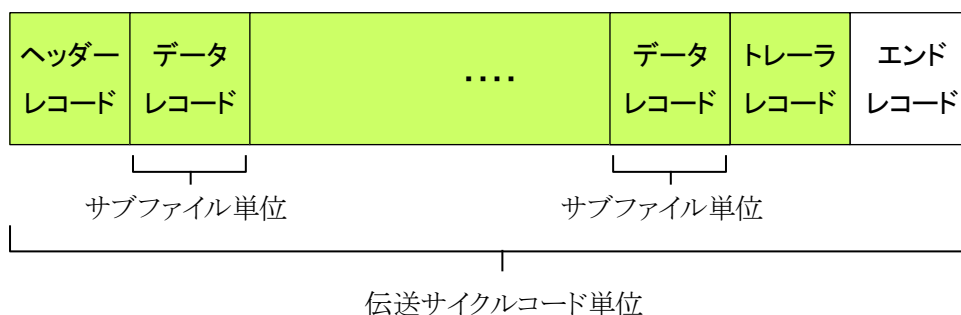 ヘッダー
レコード
データ
レコード
‥‥
データ
レコード
トレーラ
レコード
エンド
レコード
サブファイル単位
サブファイル単位
伝送サイクルコード単位